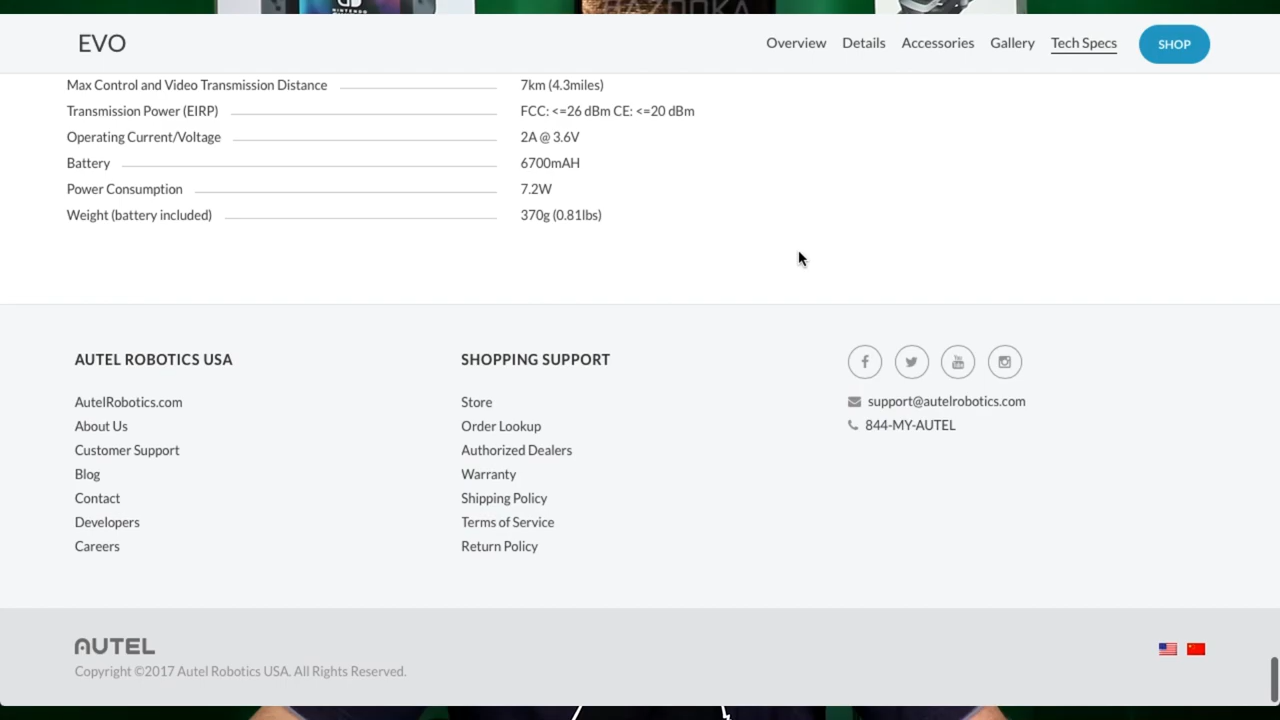 NINTENDO
BAZOOKA
EVO
Overview Details Accessories Gallery Tech Specs SHOP
Max Control and Video Transmission Distance 7km (4.3miles)
Transmission Power (EIRP) FCC: <=26 dBm CE: <=20 dBm
Operating Current/Voltage 2A @ 3.6V
Battery 6700mAH
Power Consumption 7.2W
Weight (battery included) 370g (0.81lbs)
AUTEL ROBOTICS USA
AutelRobotics.com
About Us
Customer Support
Blog
Contact
Developers
Careers
SHOPPING SUPPORT
Store
Order Lookup
Authorized Dealers
Warranty
Shipping Policy
Terms of Service
Return Policy
support@autelrobotics.com
844-MY-AUTEL
AUTEL
Copyright ©2017 Autel Robotics USA. All Rights Reserved.